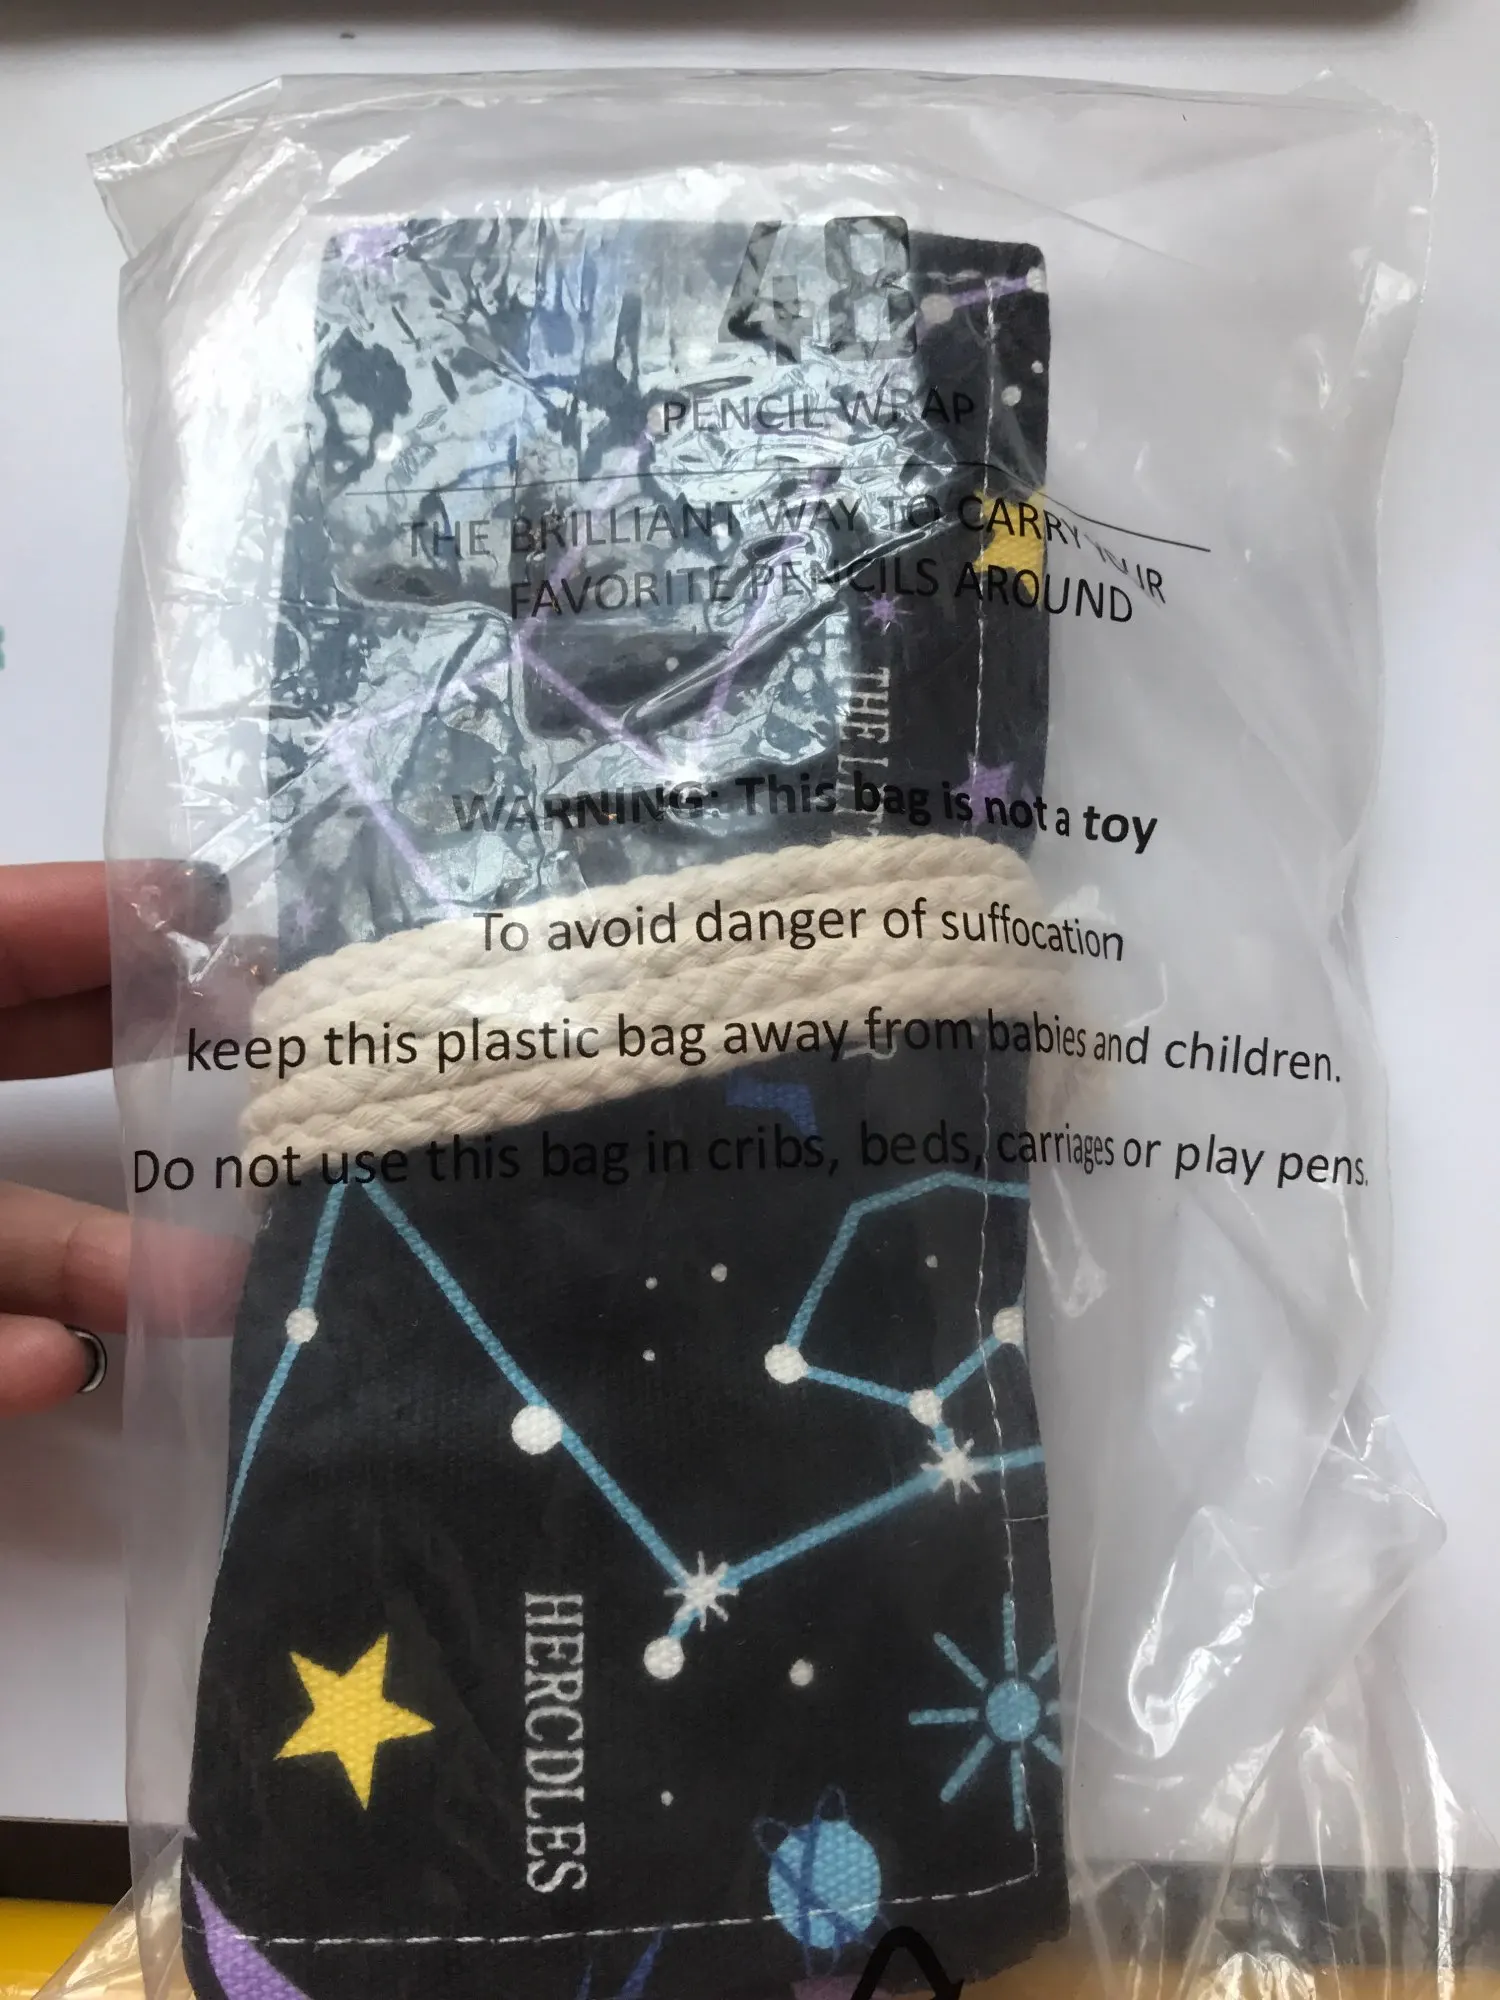 48
PENCIL WRAP
THE BRILLIANT WAY TO CARRY YOUR
FAVORITE PENCILS AROUND
WARNING: This bag is not a toy
To avoid danger of suffocation
keep this plastic bag away from babies and children.
Do not use this bag in cribs, beds, carriages or play pens.
THE
HERCDLES